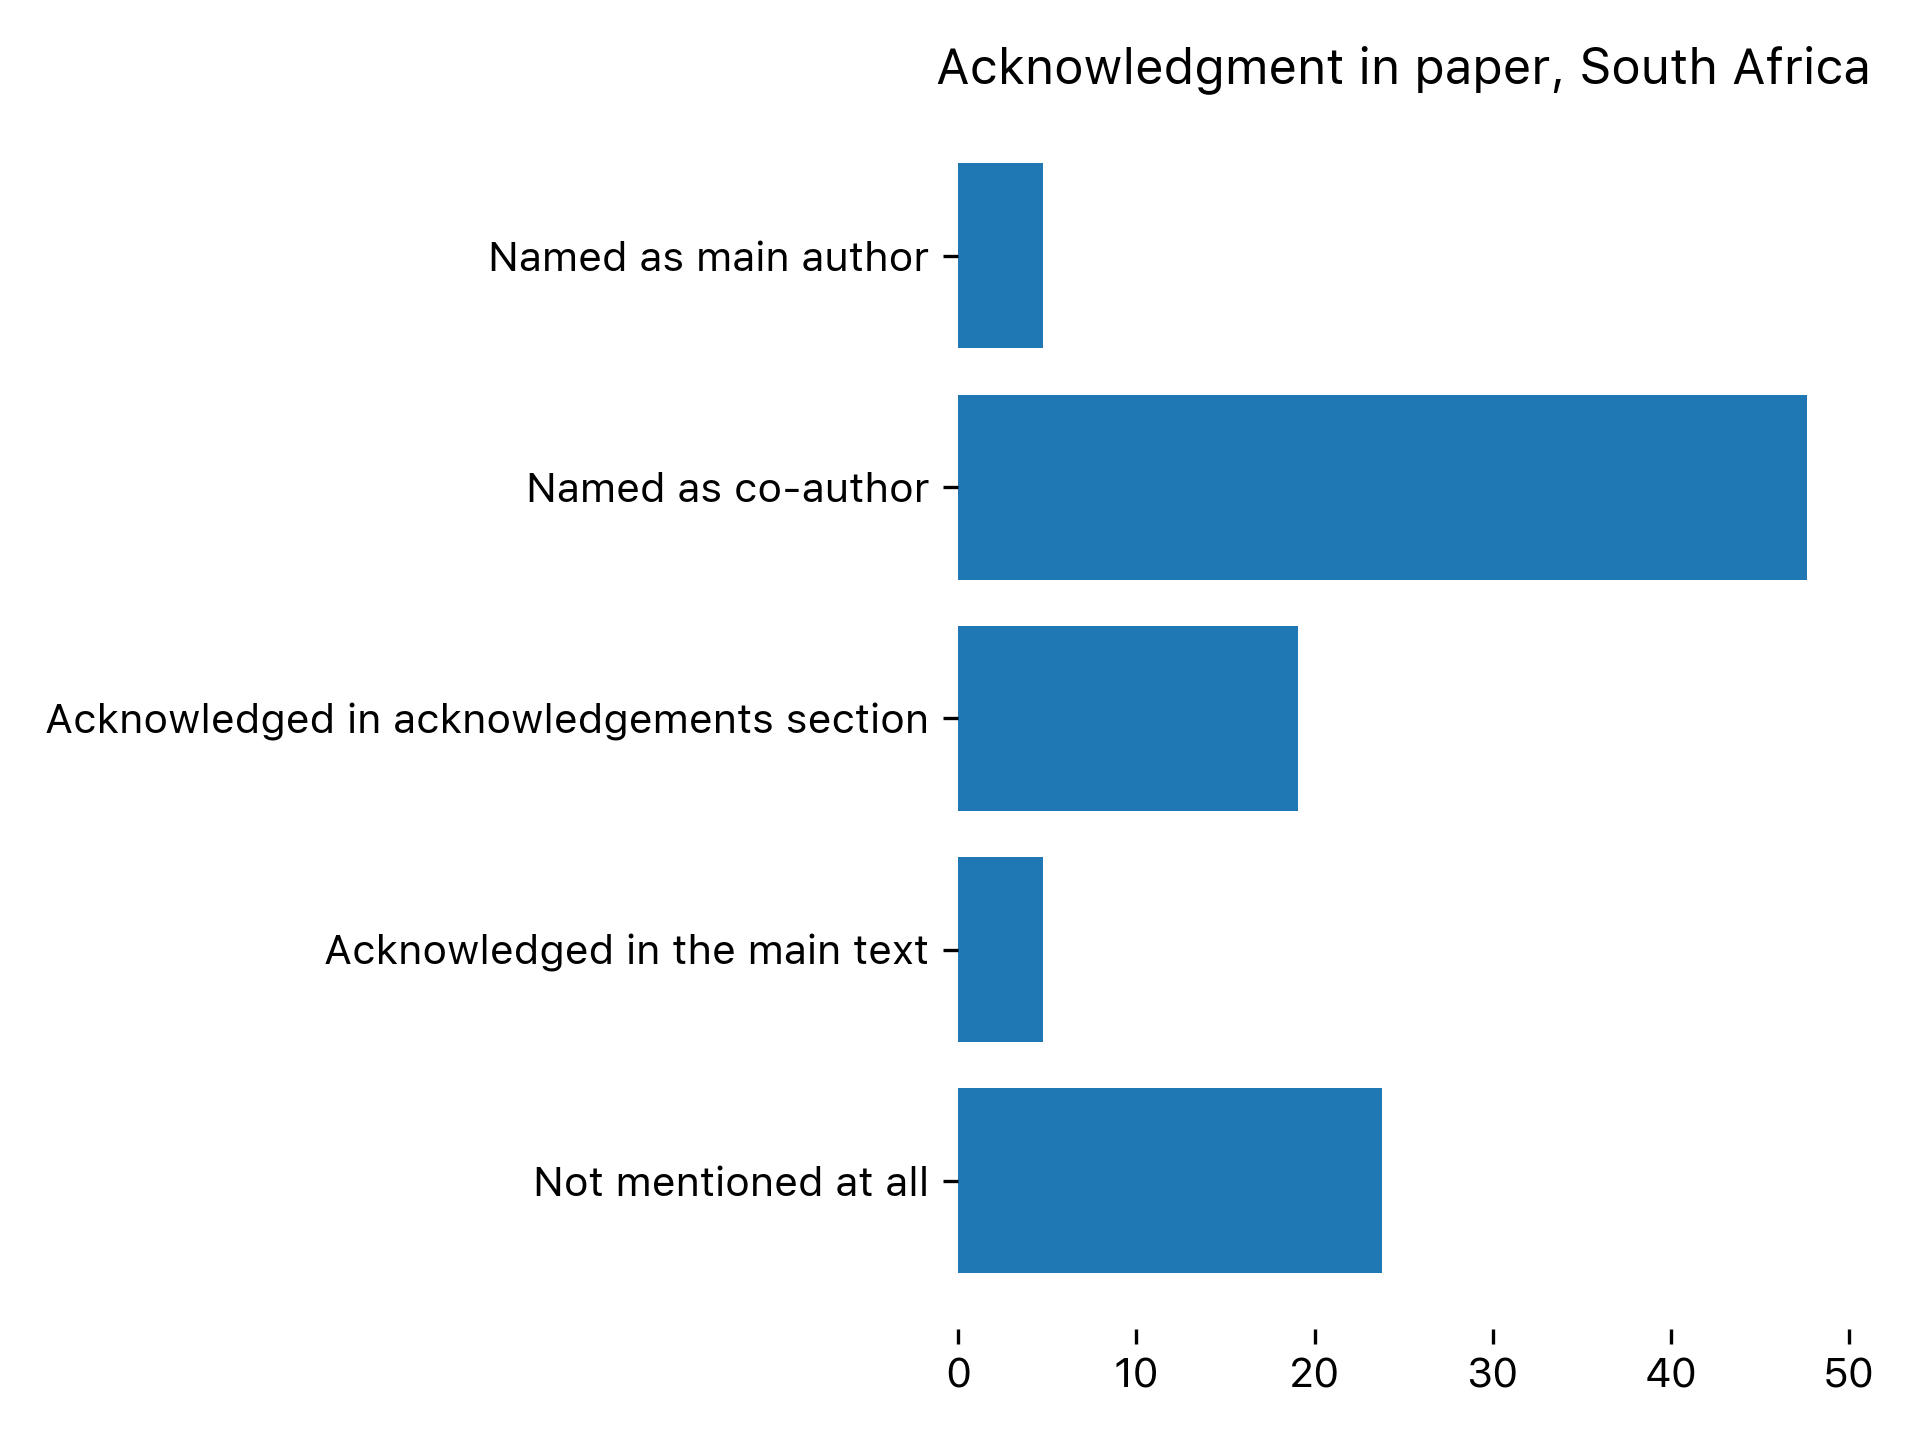 Acknowledgment in paper, South Africa
Named as main author
Named as co-author
Acknowledged in acknowledgements section
Acknowledged in the main text
Not mentioned at all
0 10 20 30 40 50